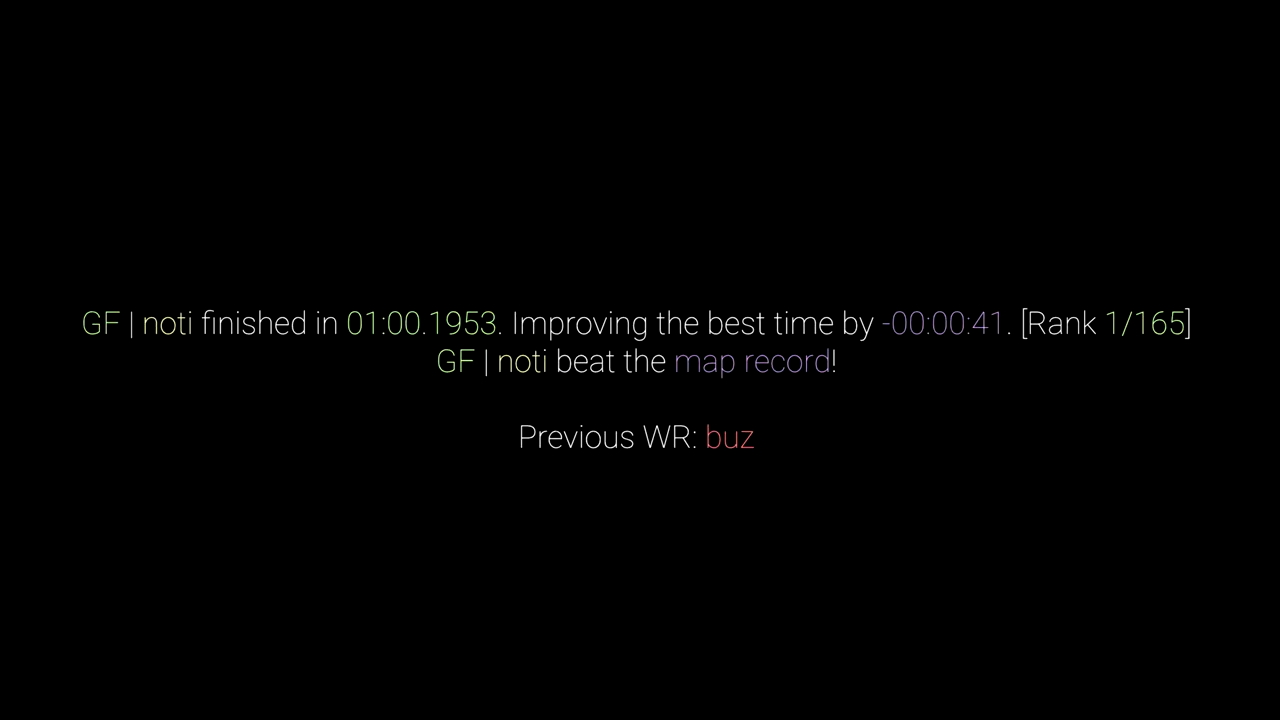 GF | noti finished in 01:00.1953. Improving the best time by -00:00:41. [Rank 1/165]
GF | noti beat the map record!
Previous WR: buz